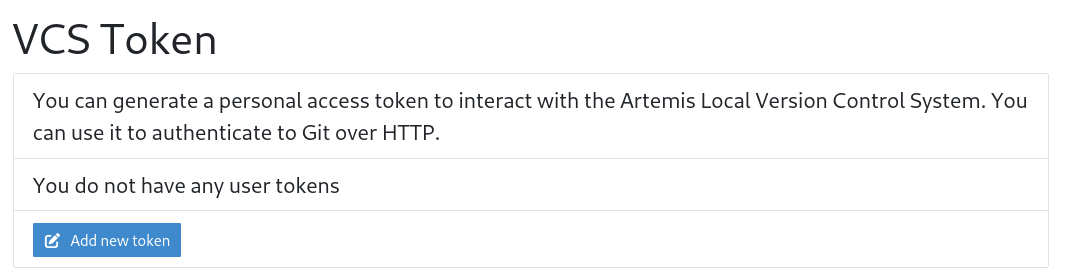 VCS Token
You can generate a personal access token to interact with the Artemis Local Version Control System. You
can use it to authenticate to Git over HTTP.
You do not have any user tokens
Add new token